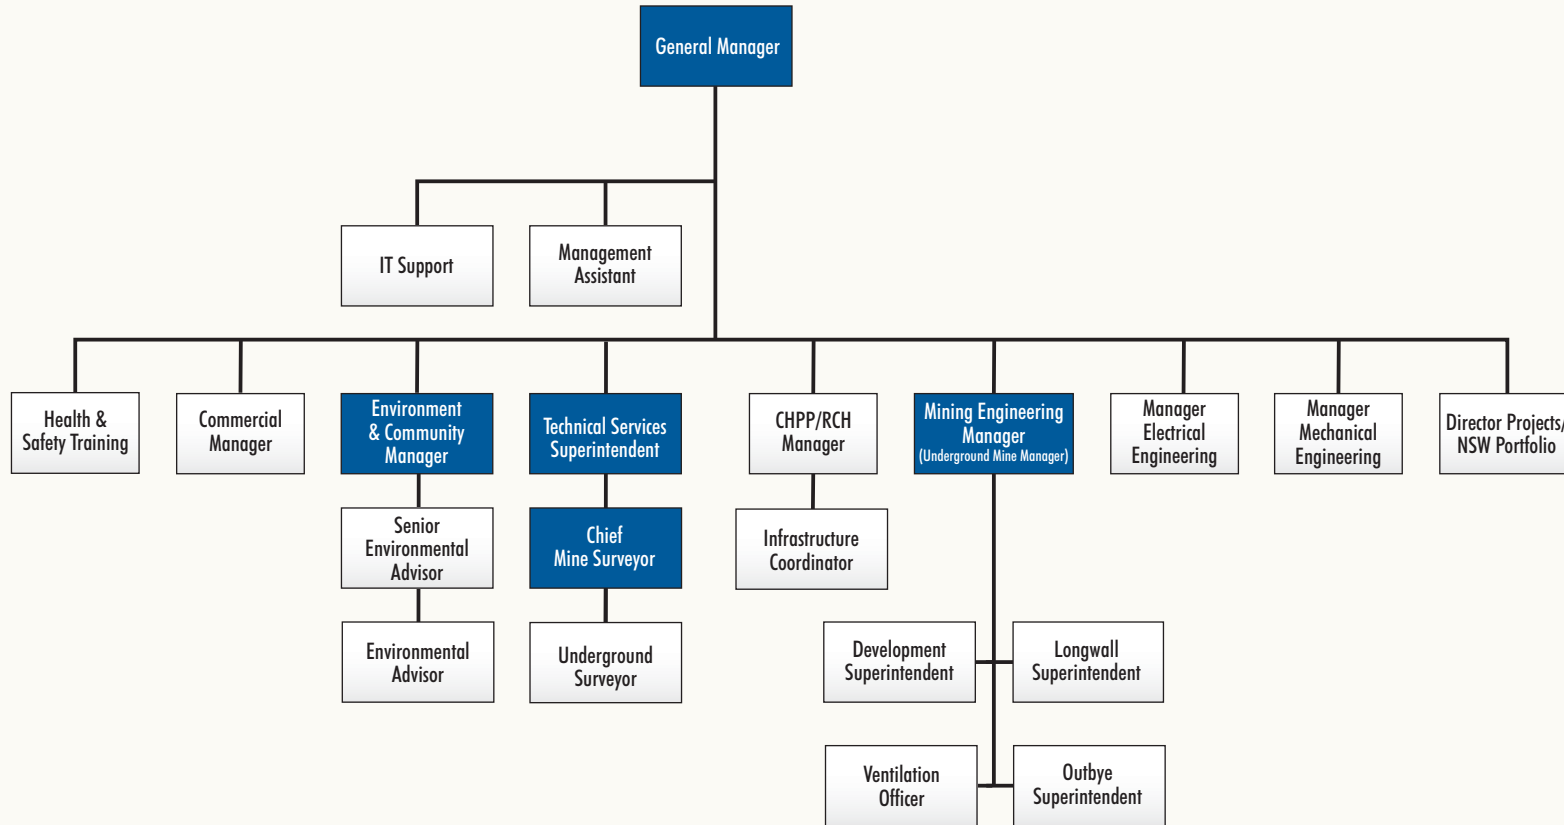 General Manager
IT Support
Management
Assistant
Health &
Safety Training
Commercial
Manager
Environment
& Community
Manager
Technical Services
Superintendent
CHPP/RCH
Manager
Mining Engineering
Manager
(Underground Mine Manager)
Manager
Electrical
Engineering
Manager
Mechanical
Engineering
Director Projects/
NSW Portfolio
Senior
Environmental
Advisor
Chief
Mine Surveyor
Infrastructure
Coordinator
Environmental
Advisor
Underground
Surveyor
Development
Superintendent
Longwall
Superintendent
Ventilation
Officer
Outbye
Superintendent